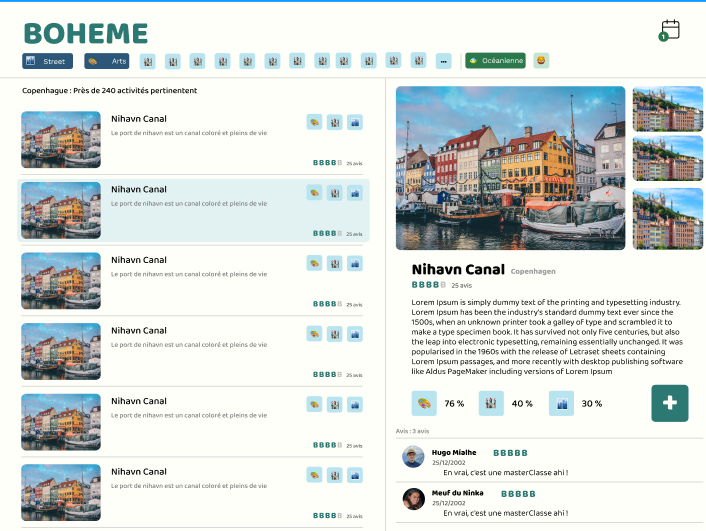 BOHEME
1
Street
Arts
...
Océanienne
Copenhague : Près de 240 activités pertinentent
Nihavn Canal
Le port de nihavn est un canal coloré et pleins de vie
BBBBB 25 avis
Nihavn Canal
Le port de nihavn est un canal coloré et pleins de vie
BBBBB 25 avis
Nihavn Canal
Le port de nihavn est un canal coloré et pleins de vie
BBBBB 25 avis
Nihavn Canal
Le port de nihavn est un canal coloré et pleins de vie
BBBBB 25 avis
Nihavn Canal
Le port de nihavn est un canal coloré et pleins de vie
BBBBB 25 avis
Nihavn Canal
Le port de nihavn est un canal coloré et pleins de vie
BBBBB 25 avis
Nihavn Canal Copenhagen
BBBBB 25 avis
Lorem Ipsum is simply dummy text of the printing and typesetting industry.
Lorem Ipsum has been the industry's standard dummy text ever since the
1500s, when an unknown printer took a galley of type and scrambled it to
make a type specimen book. It has survived not only five centuries, but also
the leap into electronic typesetting, remaining essentially unchanged. It was
popularised in the 1960s with the release of Letraset sheets containing
Lorem Ipsum passages, and more recently with desktop publishing software
like Aldus PageMaker including versions of Lorem Ipsum
76 % 40 % 30 %
Avis : 3 avis
Hugo Mialhe BBBBB
25/12/2002
En vrai, c'est une masterClasse ahi !
Meuf du Ninka BBBBB
25/12/2002
En vrai, c'est une masterClasse ahi !